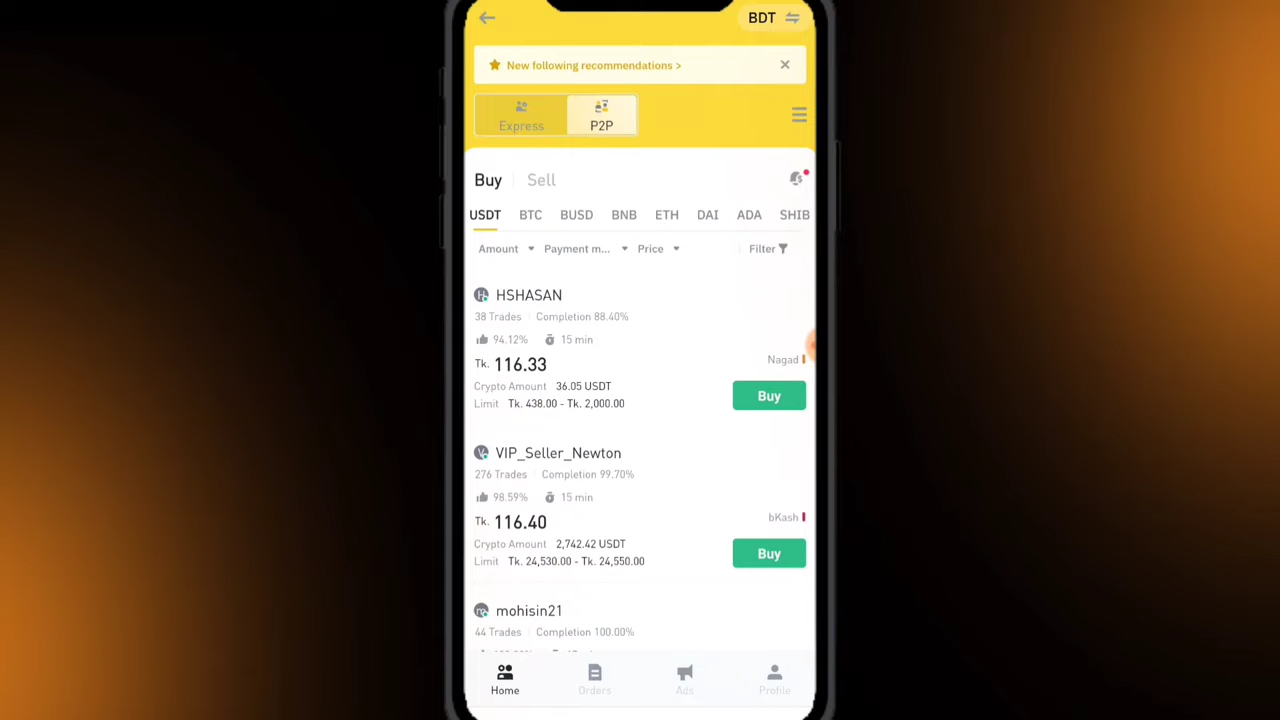 BDT
New following recommendations >
Express P2P
Buy Sell
USDT BTC BUSD BNB ETH DAI ADA SHIB
Amount Payment m... Price Filter
HSHASAN
38 Trades Completion 88.40%
94.12% 15 min
Tk. 116.33
Nagad
Crypto Amount 36.05 USDT
Limit Tk. 438.00 - Tk. 2,000.00
Buy
VIP_Seller_Newton
276 Trades Completion 99.70%
98.59% 15 min
Tk. 116.40
bKash
Crypto Amount 2,742.42 USDT
Limit Tk. 24,530.00 - Tk. 24,550.00
Buy
mohisin21
44 Trades Completion 100.00%
Home Orders Ads Profile